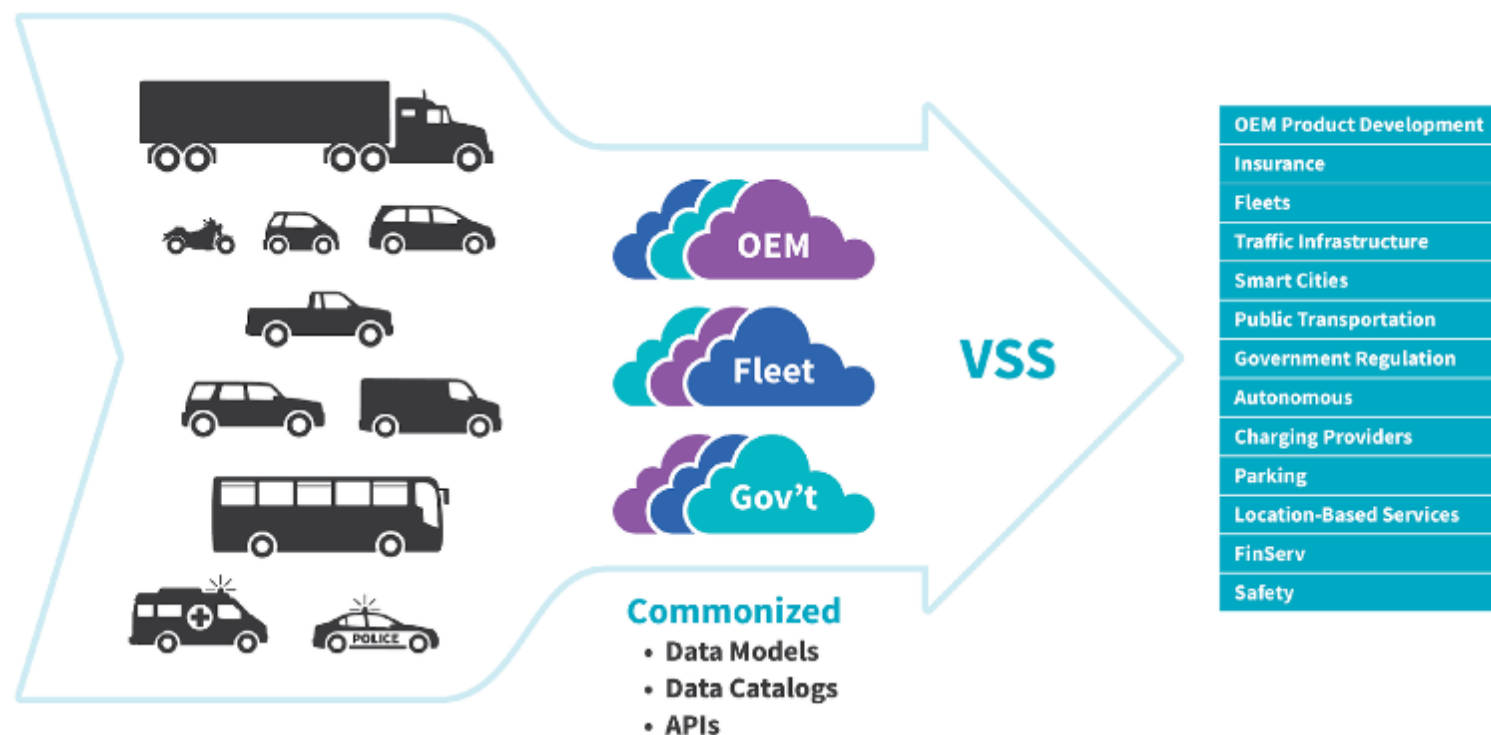 POLICE
OEM
Fleet
Gov’t
Commonized
• Data Models
• Data Catalogs
• APIs
VSS
OEM Product Development
Insurance
Fleets
Traffic Infrastructure
Smart Cities
Public Transportation
Government Regulation
Autonomous
Charging Providers
Parking
Location-Based Services
FinServ
Safety